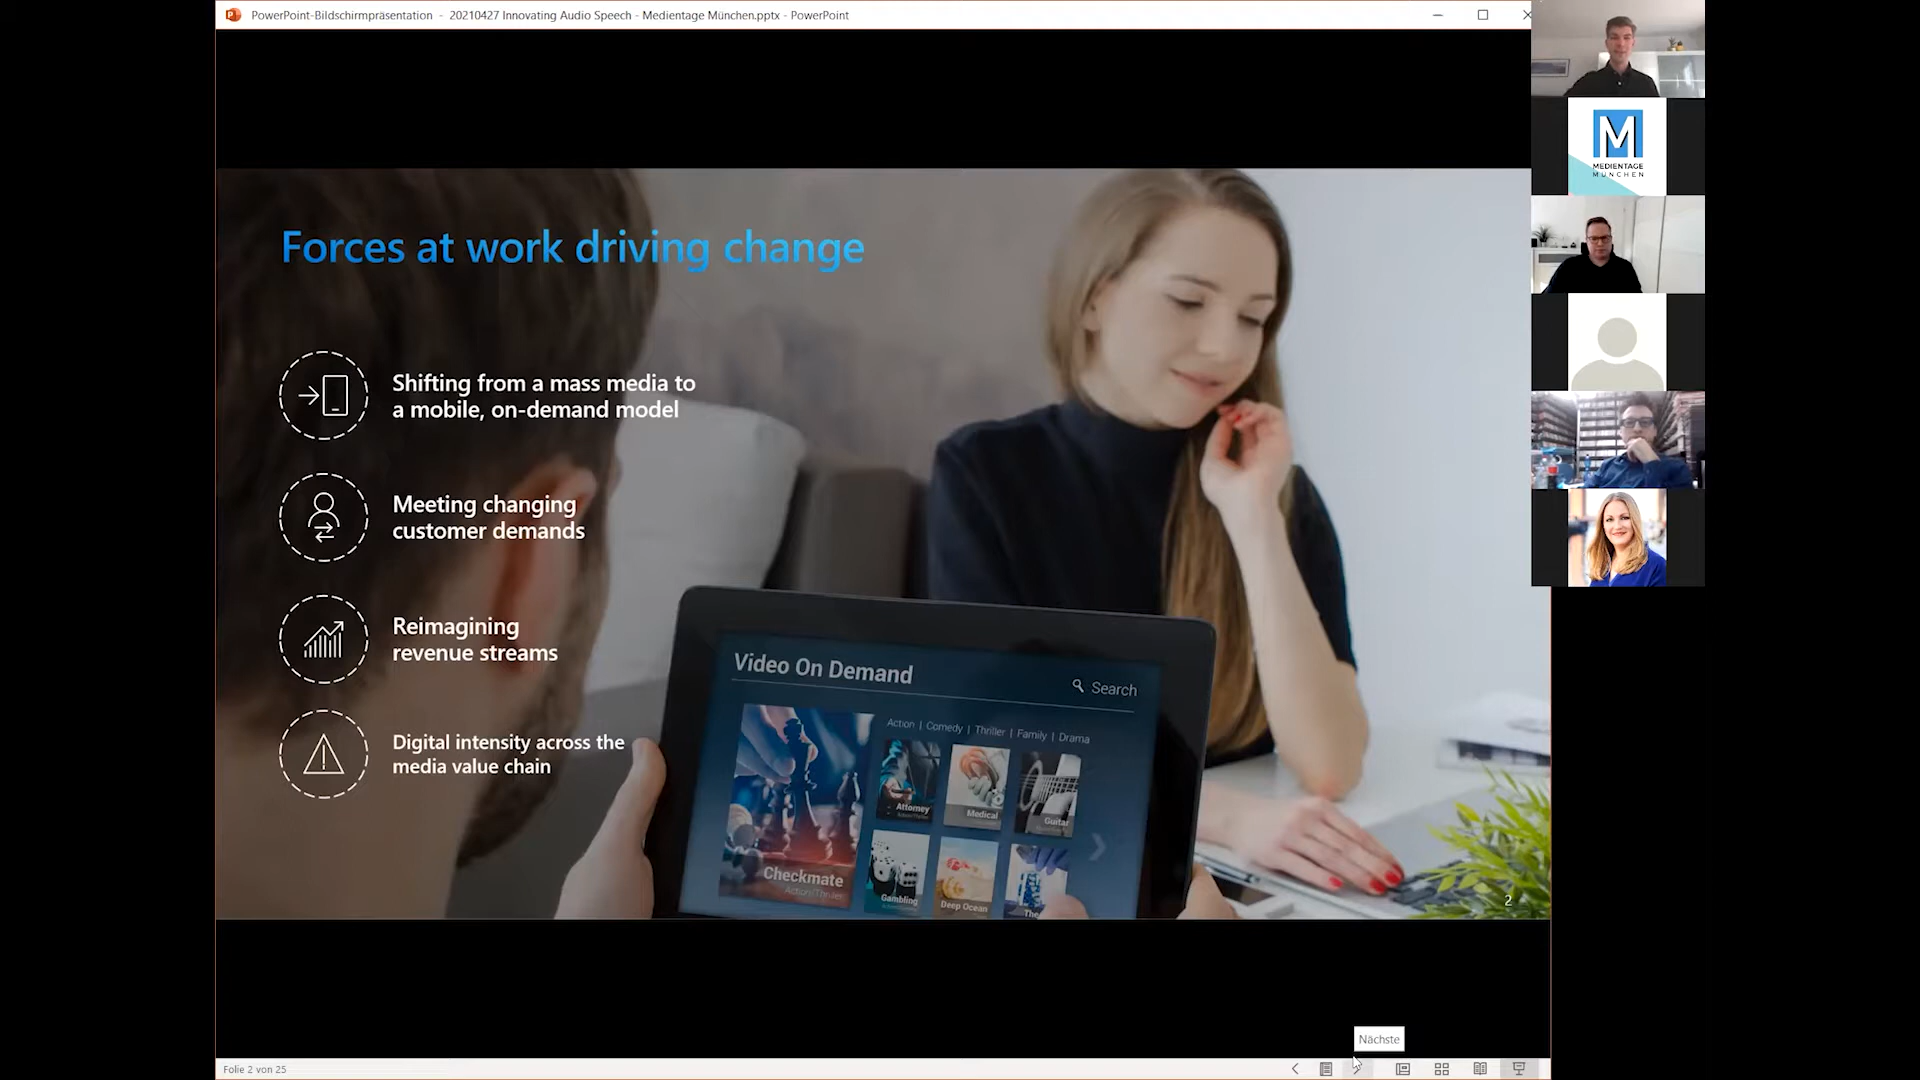 PowerPoint-Bildschirmpräsentation - 20210427 Innovating Audio Speech - Medientage München.pptx - PowerPoint
M
MEDIENTAGE
MÜNCHEN
Forces at work driving change
Shifting from a mass media to
a mobile, on-demand model
Meeting changing
customer demands
Reimagining
revenue streams
Digital intensity across the
media value chain
Video On Demand
Search
Action | Comedy | Thriller | Family | Drama
Attorney
Medical
Guitar
Checkmate
Action/Thriller
Gambling
Deep Ocean
The
2
Nächste
Folie 2 von 25